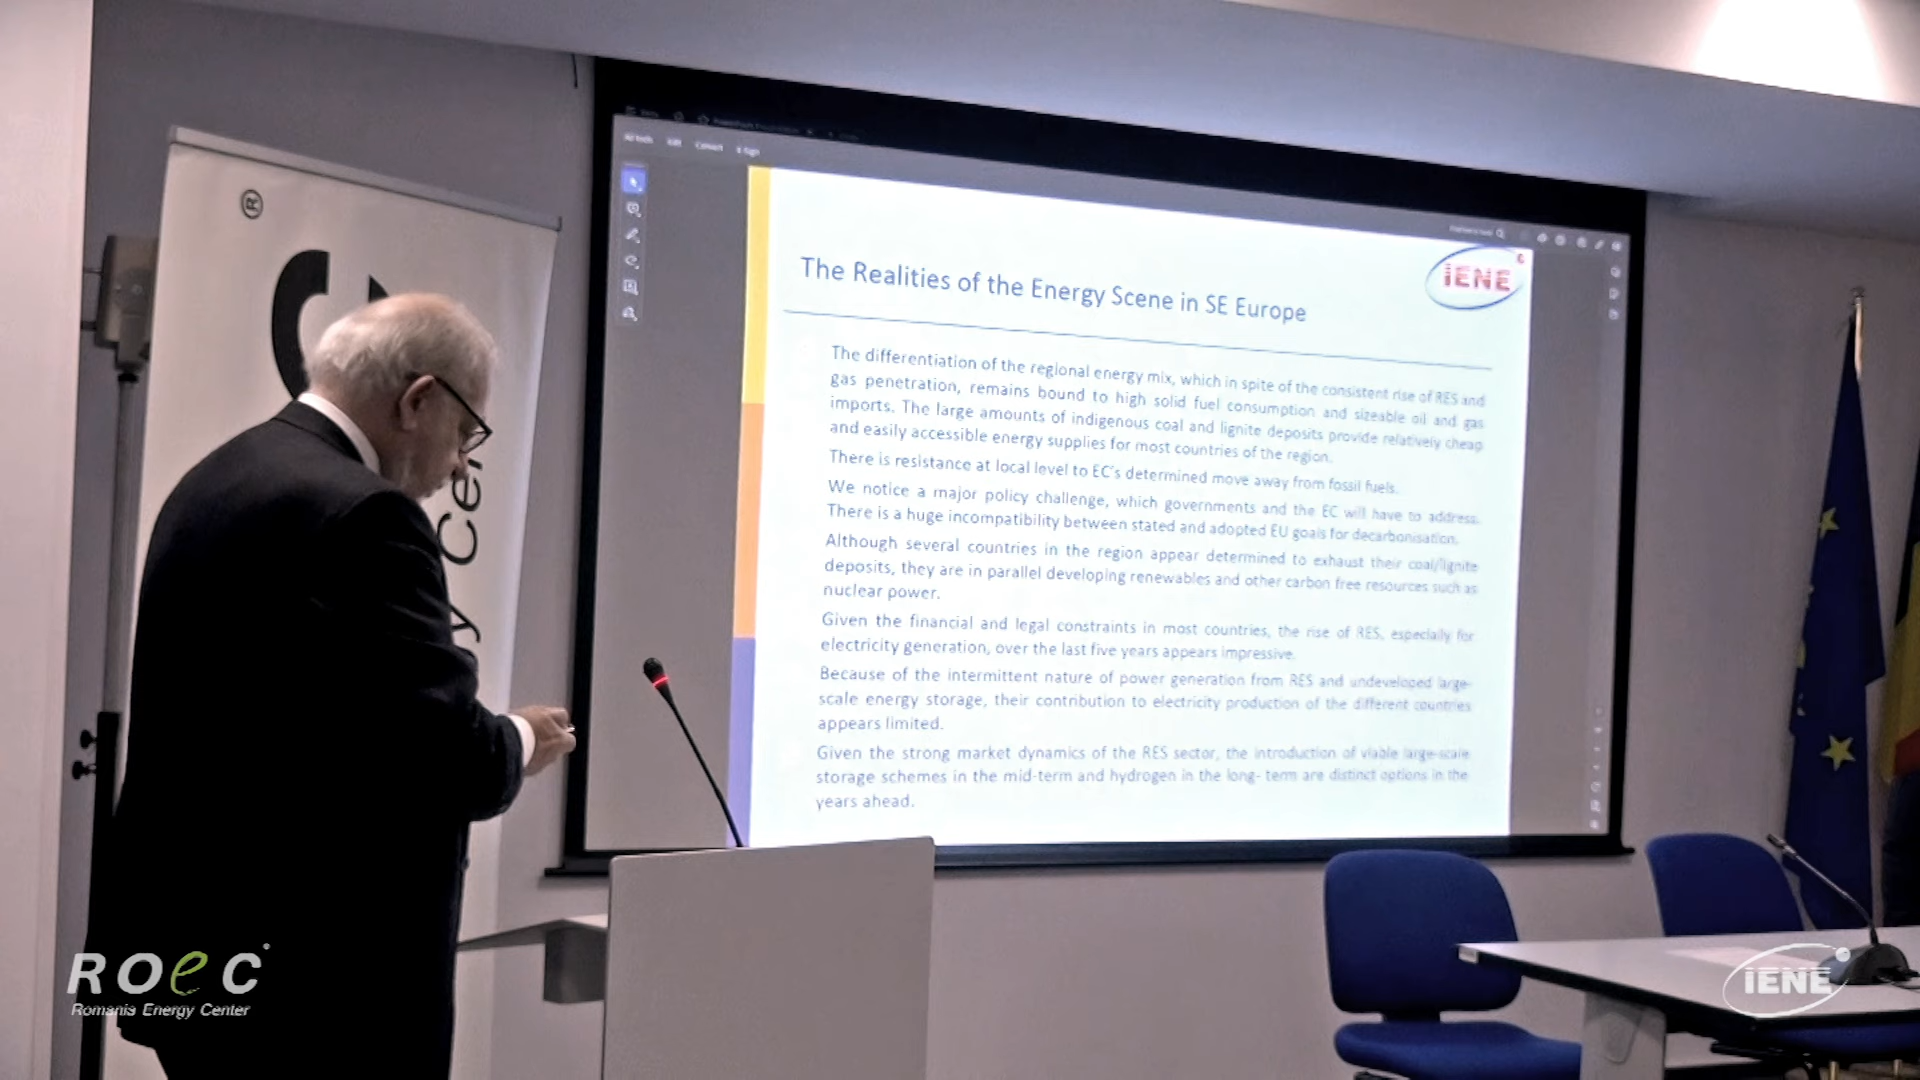 All tools Edit Convert E-Sign
®
IENE
The Realities of the Energy Scene in SE Europe
The differentiation of the regional energy mix, which in spite of the consistent rise of RES and
gas penetration, remains bound to high solid fuel consumption and sizeable oil and gas
imports. The large amounts of indigenous coal and lignite deposits provide relatively cheap
and easily accessible energy supplies for most countries of the region.
There is resistance at local level to EC's determined move away from fossil fuels.
We notice a major policy challenge, which governments and the EC will have to address.
There is a huge incompatibility between stated and adopted EU goals for decarbonisation.
Although several countries in the region appear determined to exhaust their coal/lignite
deposits, they are in parallel developing renewables and other carbon free resources such as
nuclear power.
Given the financial and legal constraints in most countries, the rise of RES, especially for
electricity generation, over the last five years appears impressive.
Because of the intermittent nature of power generation from RES and undeveloped large-
scale energy storage, their contribution to electricity production of the different countries
appears limited.
Given the strong market dynamics of the RES sector, the introduction of viable large-scale
storage schemes in the mid-term and hydrogen in the long- term are distinct options in the
years ahead.
y Cen
ROeC
Romania Energy Center
IENE